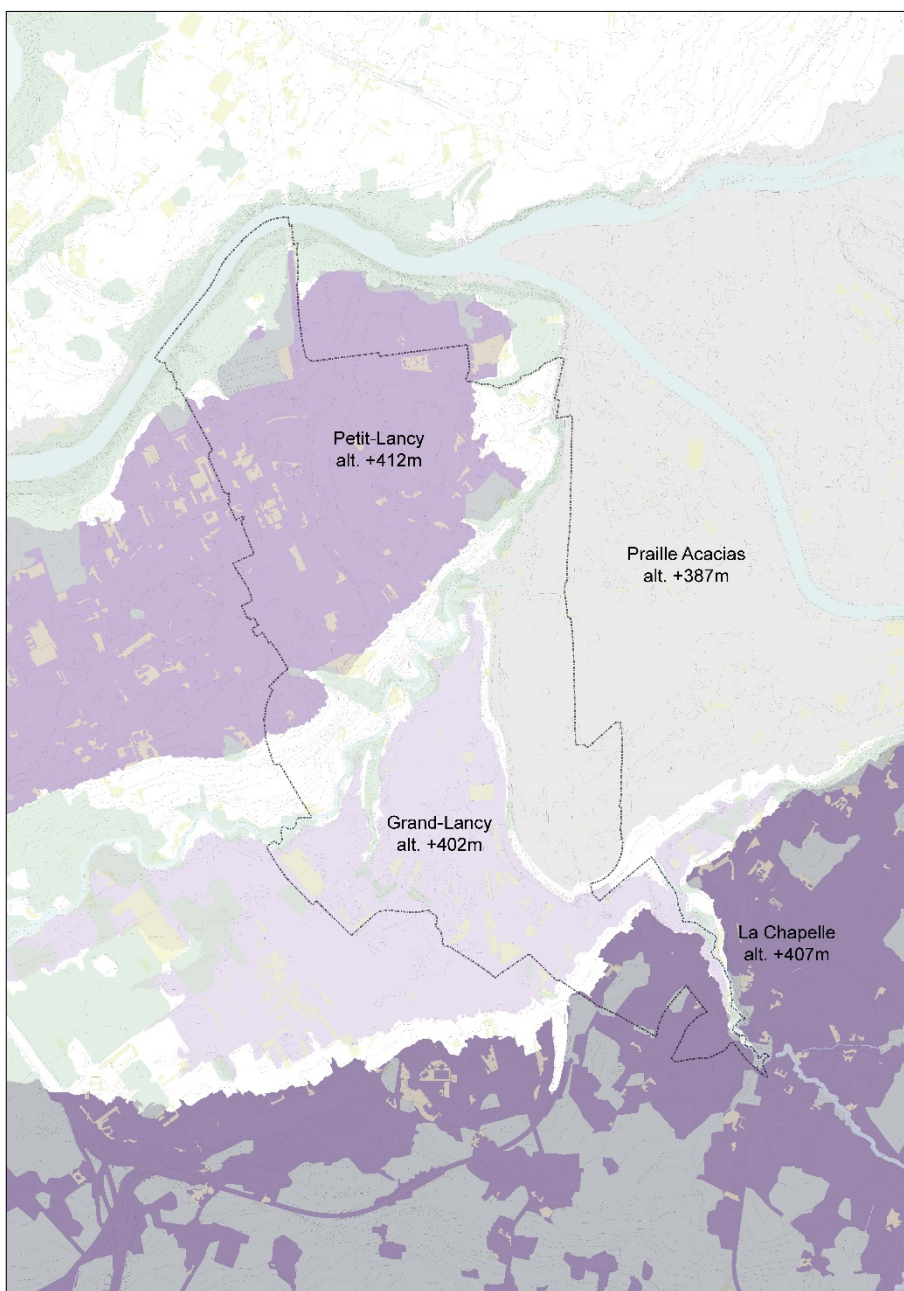 Petit-Lancy
alt. +412m
Praille Acacias
alt. +387m
Grand-Lancy
alt. +402m
La Chapelle
alt. +407m